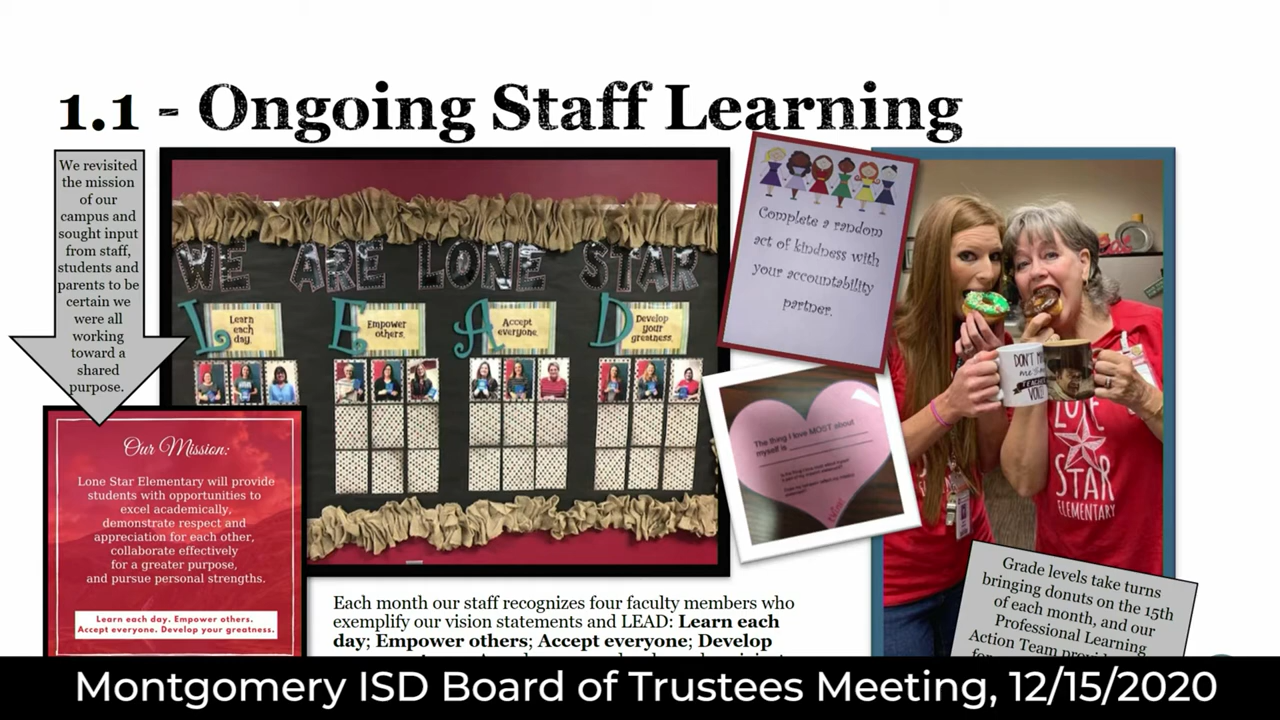 1.1 - Ongoing Staff Learning
We revisited
the mission
of our
campus and
sought input
from staff,
students and
parents to be
certain we
were all
working
toward a
shared
purpose.
WE ARE LONE STAR
LEAD
Learn
each
day.
Empower
others.
Accept
everyone.
Develop
your
greatness.
Complete a random
act of kindness with
your accountability
partner.
The thing I love MOST about
myself is
DON'T
LONE
STAR
ELEMENTARY
Our Mission:
Lone Star Elementary will provide
students with opportunities to
excel academically,
demonstrate respect and
appreciation for each other,
collaborate effectively
for a greater purpose,
and pursue personal strengths.
Learn each day. Empower others.
Accept everyone. Develop your greatness.
Each month our staff recognizes four faculty members who
exemplify our vision statements and LEAD: Learn each
day; Empower others; Accept everyone; Develop
Grade levels take turns
bringing donuts on the 15th
of each month, and our
Professional Learning
Action Team
Montgomery ISD Board of Trustees Meeting, 12/15/2020